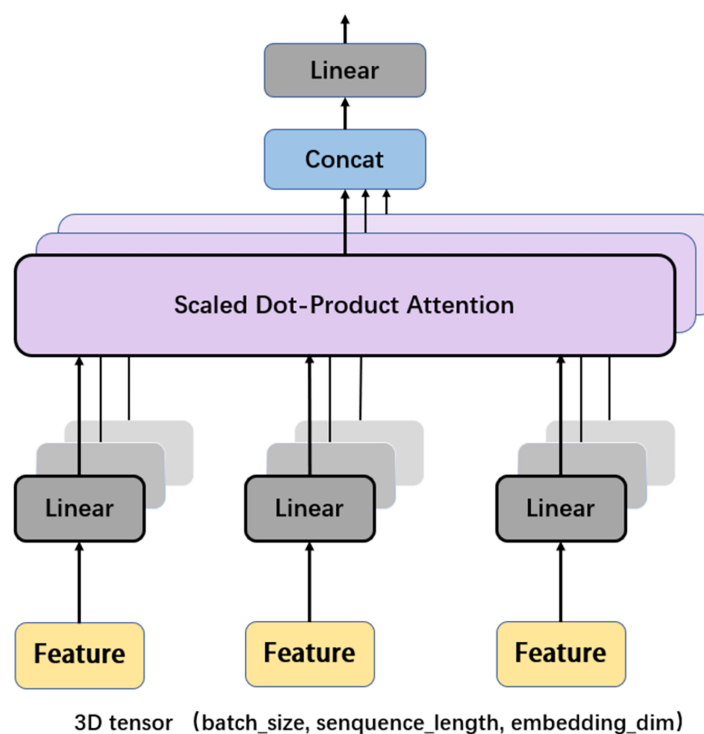 Linear
Concat
Scaled Dot-Product Attention
Linear Linear Linear
Feature Feature Feature
3D tensor （batch_size, senquence_length, embedding_dim）